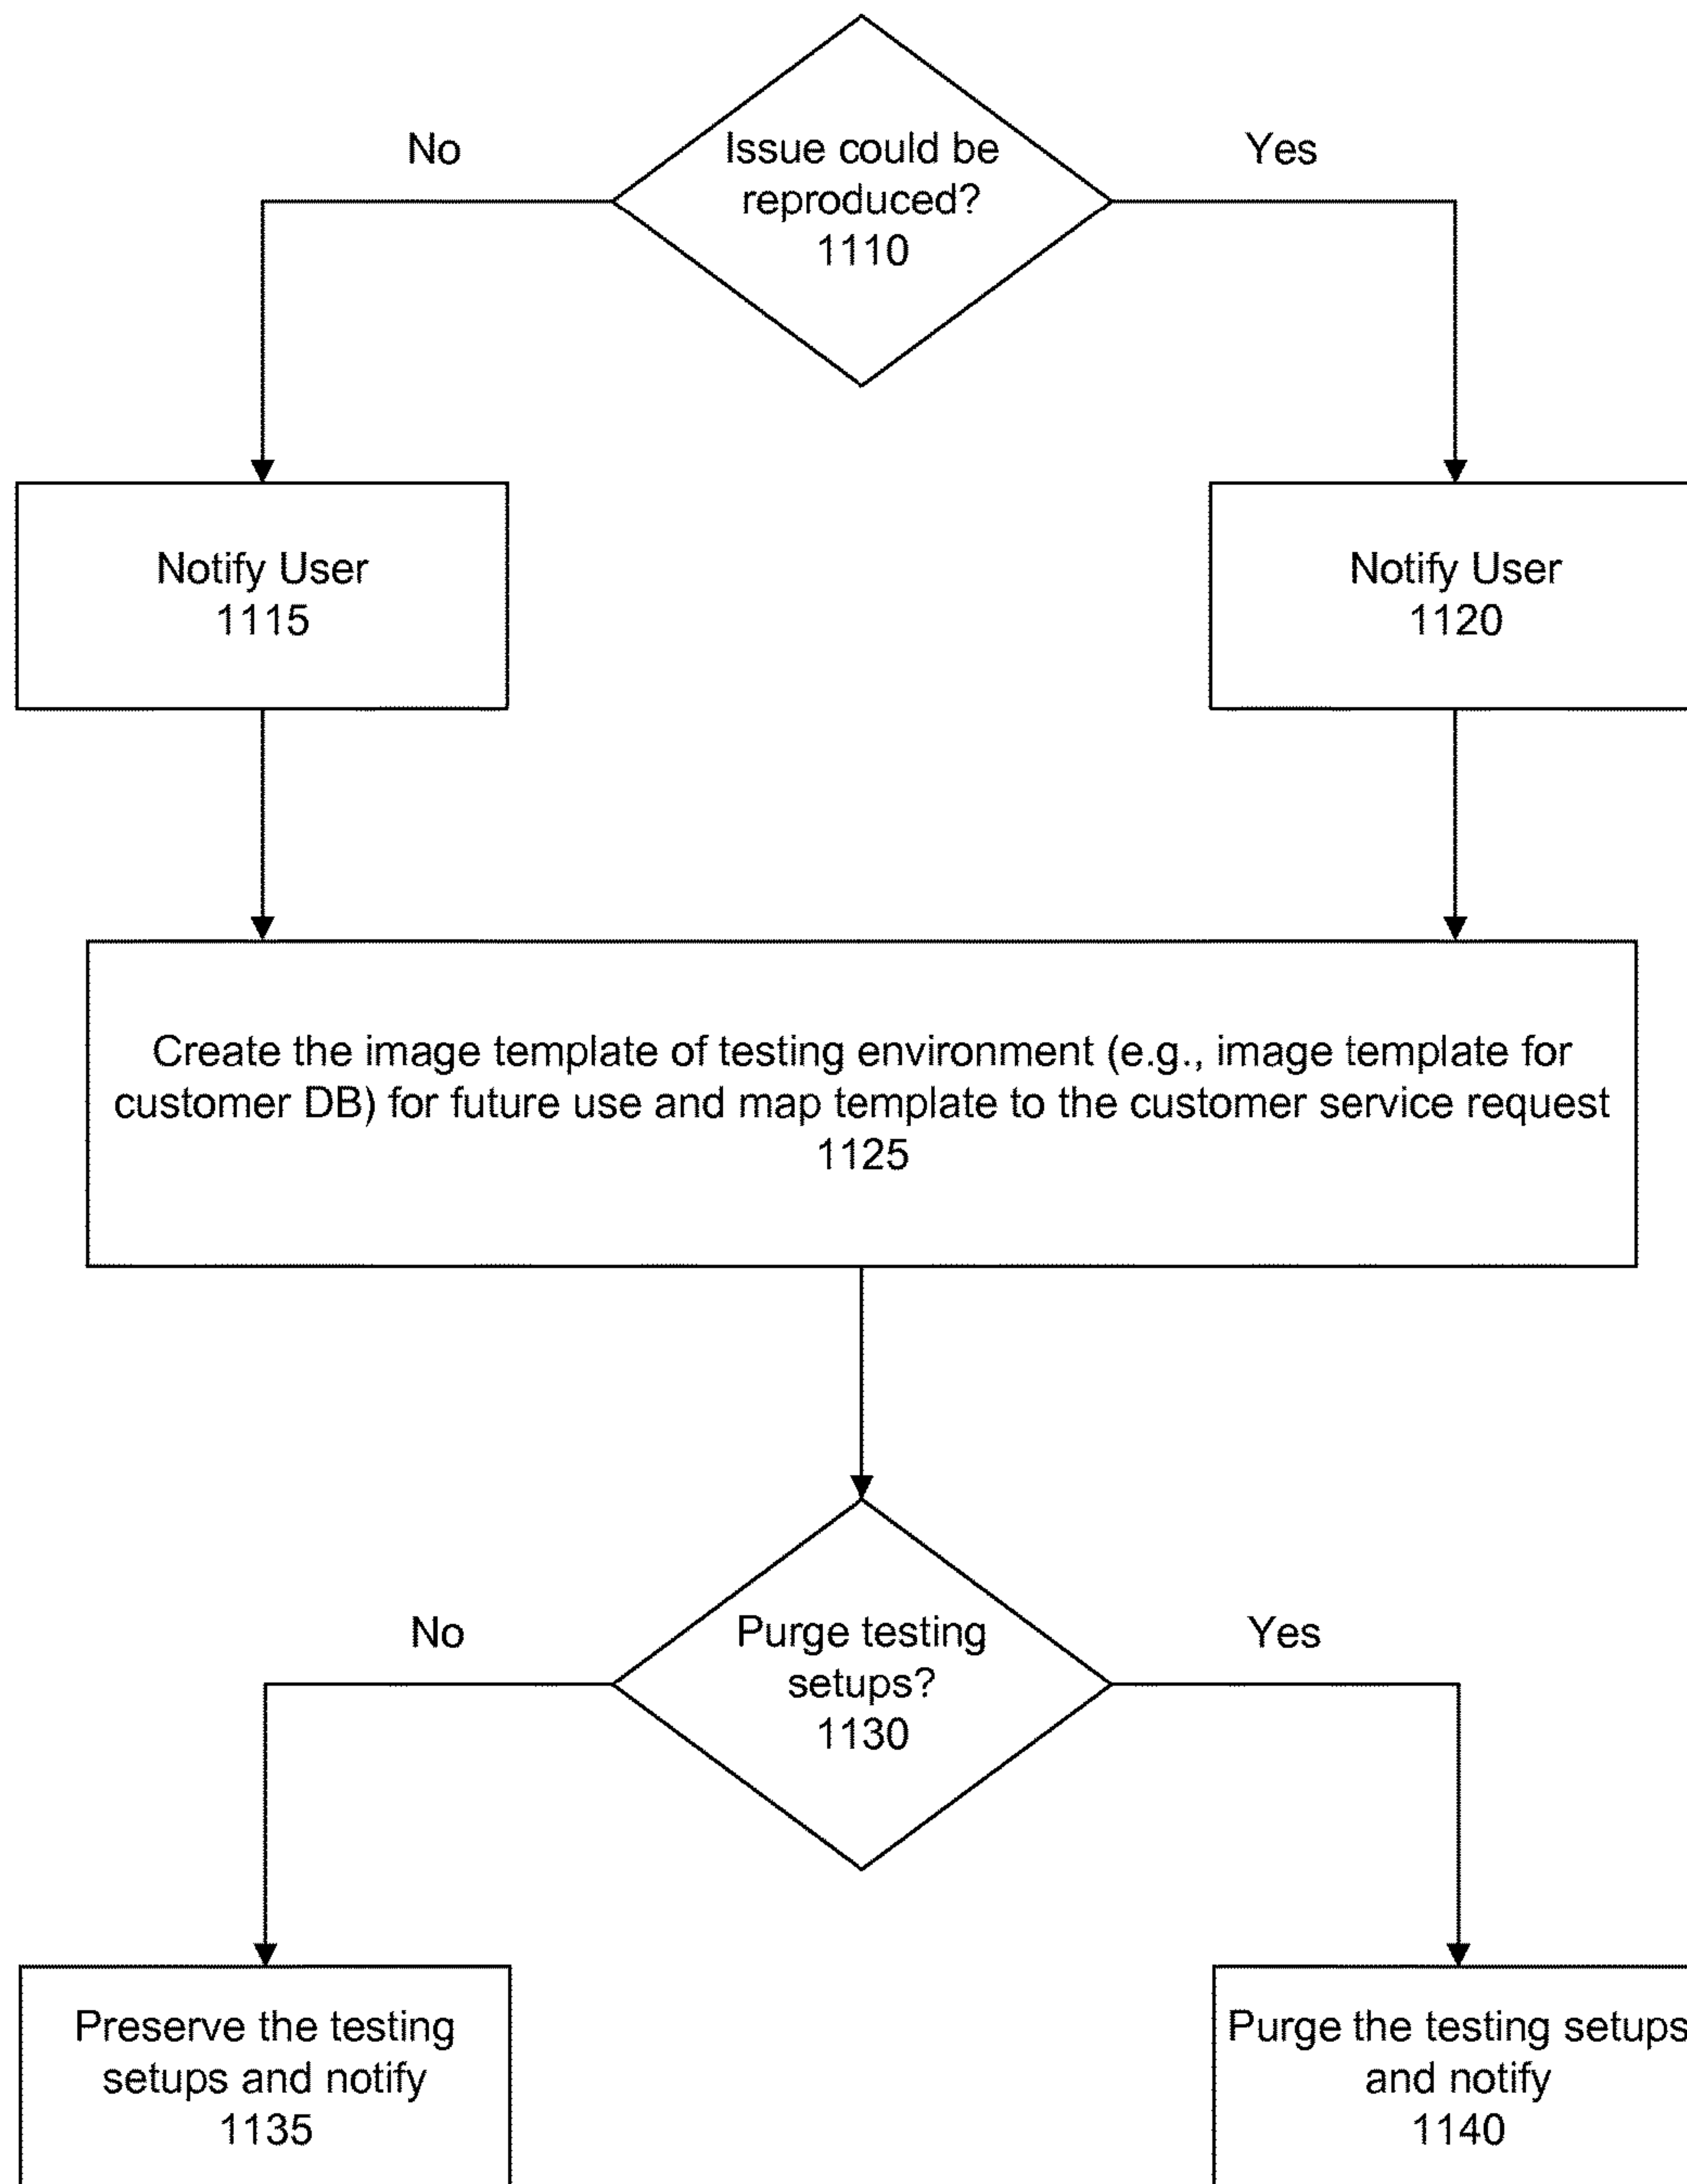 No
Issue could be
Yes
reproduced?
1110
Notify User
1115
Notify User
1120
Create the image template of testing environment (e.g., image template for
customer DB) for future use and map template to the customer service request
1125
No
Purge testing
Yes
setups?
1130
Preserve the testing
setups and notify
1135
Purge the testing setups
and notify
1140